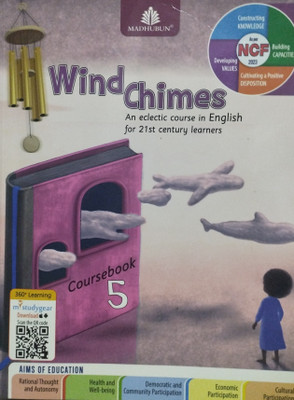 MADHUBUN
Constructing
KNOWLEDGE
As per
NCF
2023
Building
CAPACITIE
Developing
VALUES
Cultivating a Positive
DISPOSITION
Wind
Chimes
An eclectic course in English
for 21st century learners
Coursebook
5
360° Learning
studygear
Download
Scan the QR code
AIMS OF EDUCATION
Rational Thought
and Autonomy
Health and
Well-being
Democratic and
Community Participation
Economic
Participation
Cultural